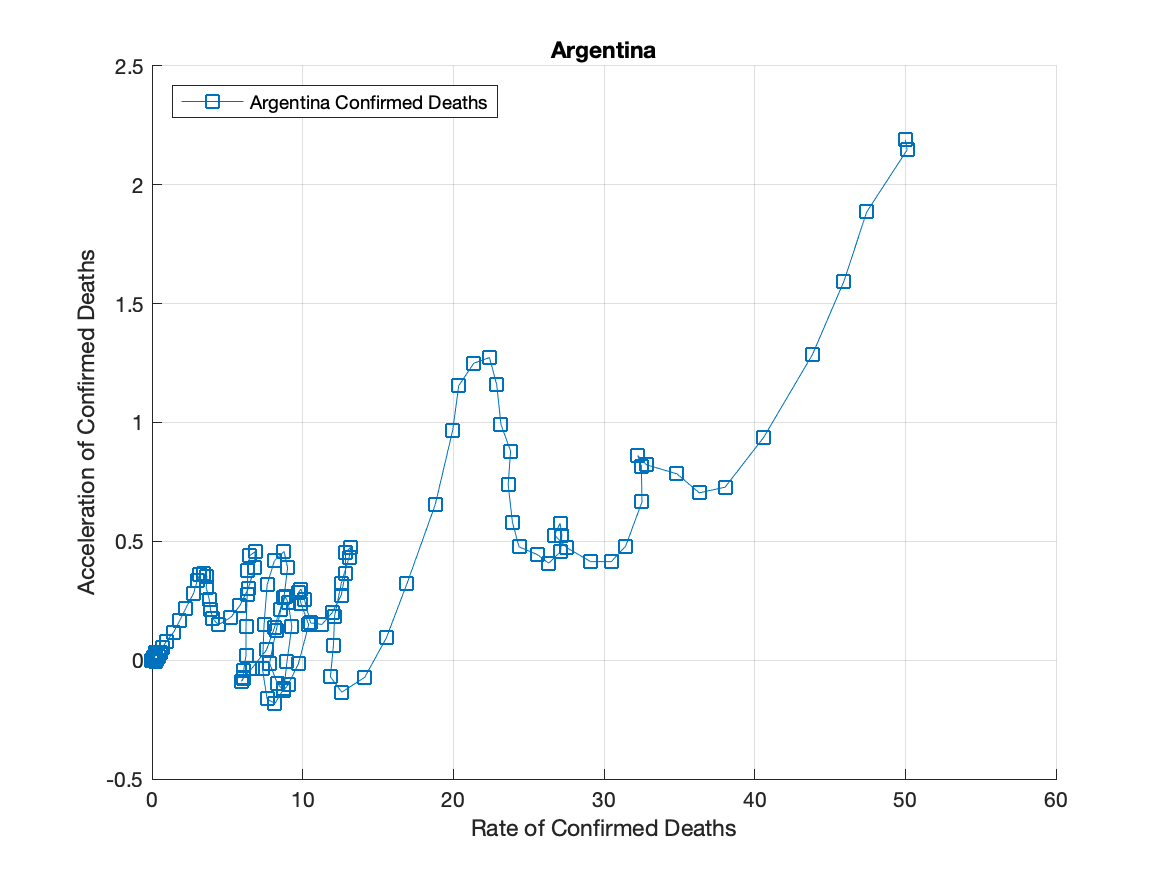 Argentina
Argentina Confirmed Deaths
2.5
2
1.5
1
0.5
0
-0.5
Acceleration of Confirmed Deaths
0 10 20 30 40 50 60
Rate of Confirmed Deaths